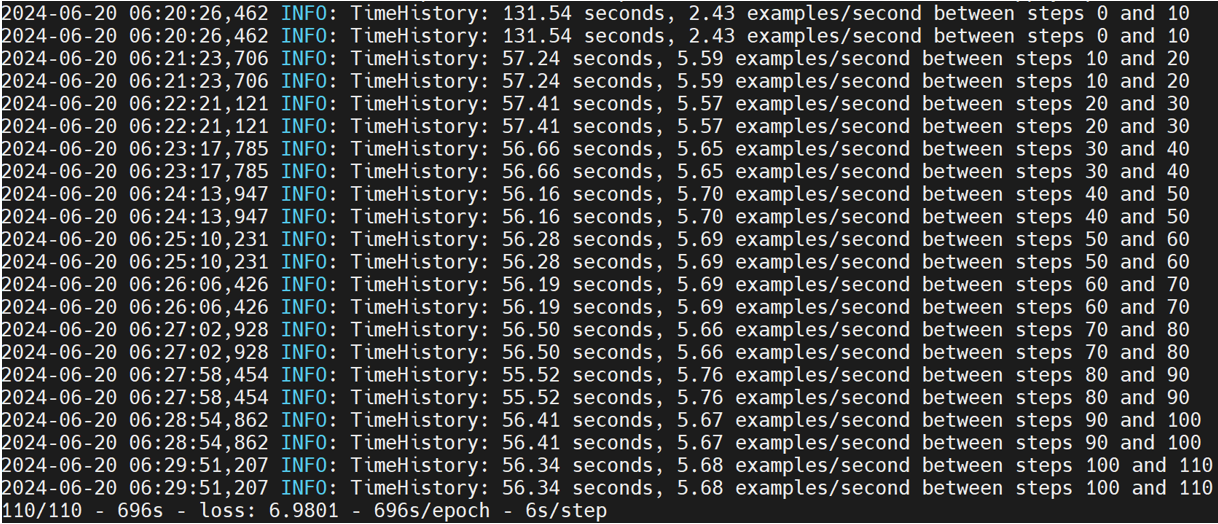 2024-06-20 06:20:26,462 INFO: TimeHistory: 131.54 seconds, 2.43 examples/second between steps 0 and 10
2024-06-20 06:20:26,462 INFO: TimeHistory: 131.54 seconds, 2.43 examples/second between steps 0 and 10
2024-06-20 06:21:23,706 INFO: TimeHistory: 57.24 seconds, 5.59 examples/second between steps 10 and 20
2024-06-20 06:21:23,706 INFO: TimeHistory: 57.24 seconds, 5.59 examples/second between steps 10 and 20
2024-06-20 06:22:21,121 INFO: TimeHistory: 57.41 seconds, 5.57 examples/second between steps 20 and 30
2024-06-20 06:22:21,121 INFO: TimeHistory: 57.41 seconds, 5.57 examples/second between steps 20 and 30
2024-06-20 06:23:17,785 INFO: TimeHistory: 56.66 seconds, 5.65 examples/second between steps 30 and 40
2024-06-20 06:23:17,785 INFO: TimeHistory: 56.66 seconds, 5.65 examples/second between steps 30 and 40
2024-06-20 06:24:13,947 INFO: TimeHistory: 56.16 seconds, 5.70 examples/second between steps 40 and 50
2024-06-20 06:24:13,947 INFO: TimeHistory: 56.16 seconds, 5.70 examples/second between steps 40 and 50
2024-06-20 06:25:10,231 INFO: TimeHistory: 56.28 seconds, 5.69 examples/second between steps 50 and 60
2024-06-20 06:25:10,231 INFO: TimeHistory: 56.28 seconds, 5.69 examples/second between steps 50 and 60
2024-06-20 06:26:06,426 INFO: TimeHistory: 56.19 seconds, 5.69 examples/second between steps 60 and 70
2024-06-20 06:26:06,426 INFO: TimeHistory: 56.19 seconds, 5.69 examples/second between steps 60 and 70
2024-06-20 06:27:02,928 INFO: TimeHistory: 56.50 seconds, 5.66 examples/second between steps 70 and 80
2024-06-20 06:27:02,928 INFO: TimeHistory: 56.50 seconds, 5.66 examples/second between steps 70 and 80
2024-06-20 06:27:58,454 INFO: TimeHistory: 55.52 seconds, 5.76 examples/second between steps 80 and 90
2024-06-20 06:27:58,454 INFO: TimeHistory: 55.52 seconds, 5.76 examples/second between steps 80 and 90
2024-06-20 06:28:54,862 INFO: TimeHistory: 56.41 seconds, 5.67 examples/second between steps 90 and 100
2024-06-20 06:28:54,862 INFO: TimeHistory: 56.41 seconds, 5.67 examples/second between steps 90 and 100
2024-06-20 06:29:51,207 INFO: TimeHistory: 56.34 seconds, 5.68 examples/second between steps 100 and 110
2024-06-20 06:29:51,207 INFO: TimeHistory: 56.34 seconds, 5.68 examples/second between steps 100 and 110
110/110 - 696s - loss: 6.9801 - 696s/epoch - 6s/step